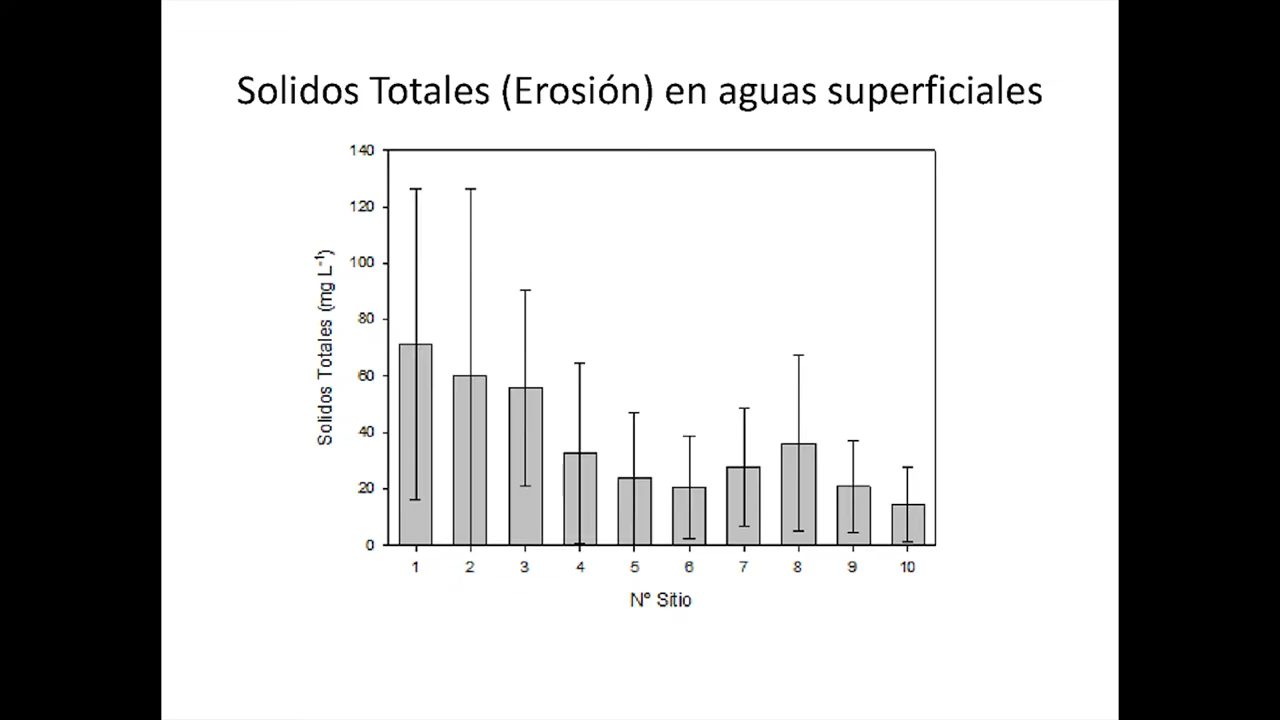 Solidos Totales (Erosión) en aguas superficiales
140
120
100
80
60
40
20
0
Solidos Totales (mg L⁻¹)
1 2 3 4 5 6 7 8 9 10
N° Sitio